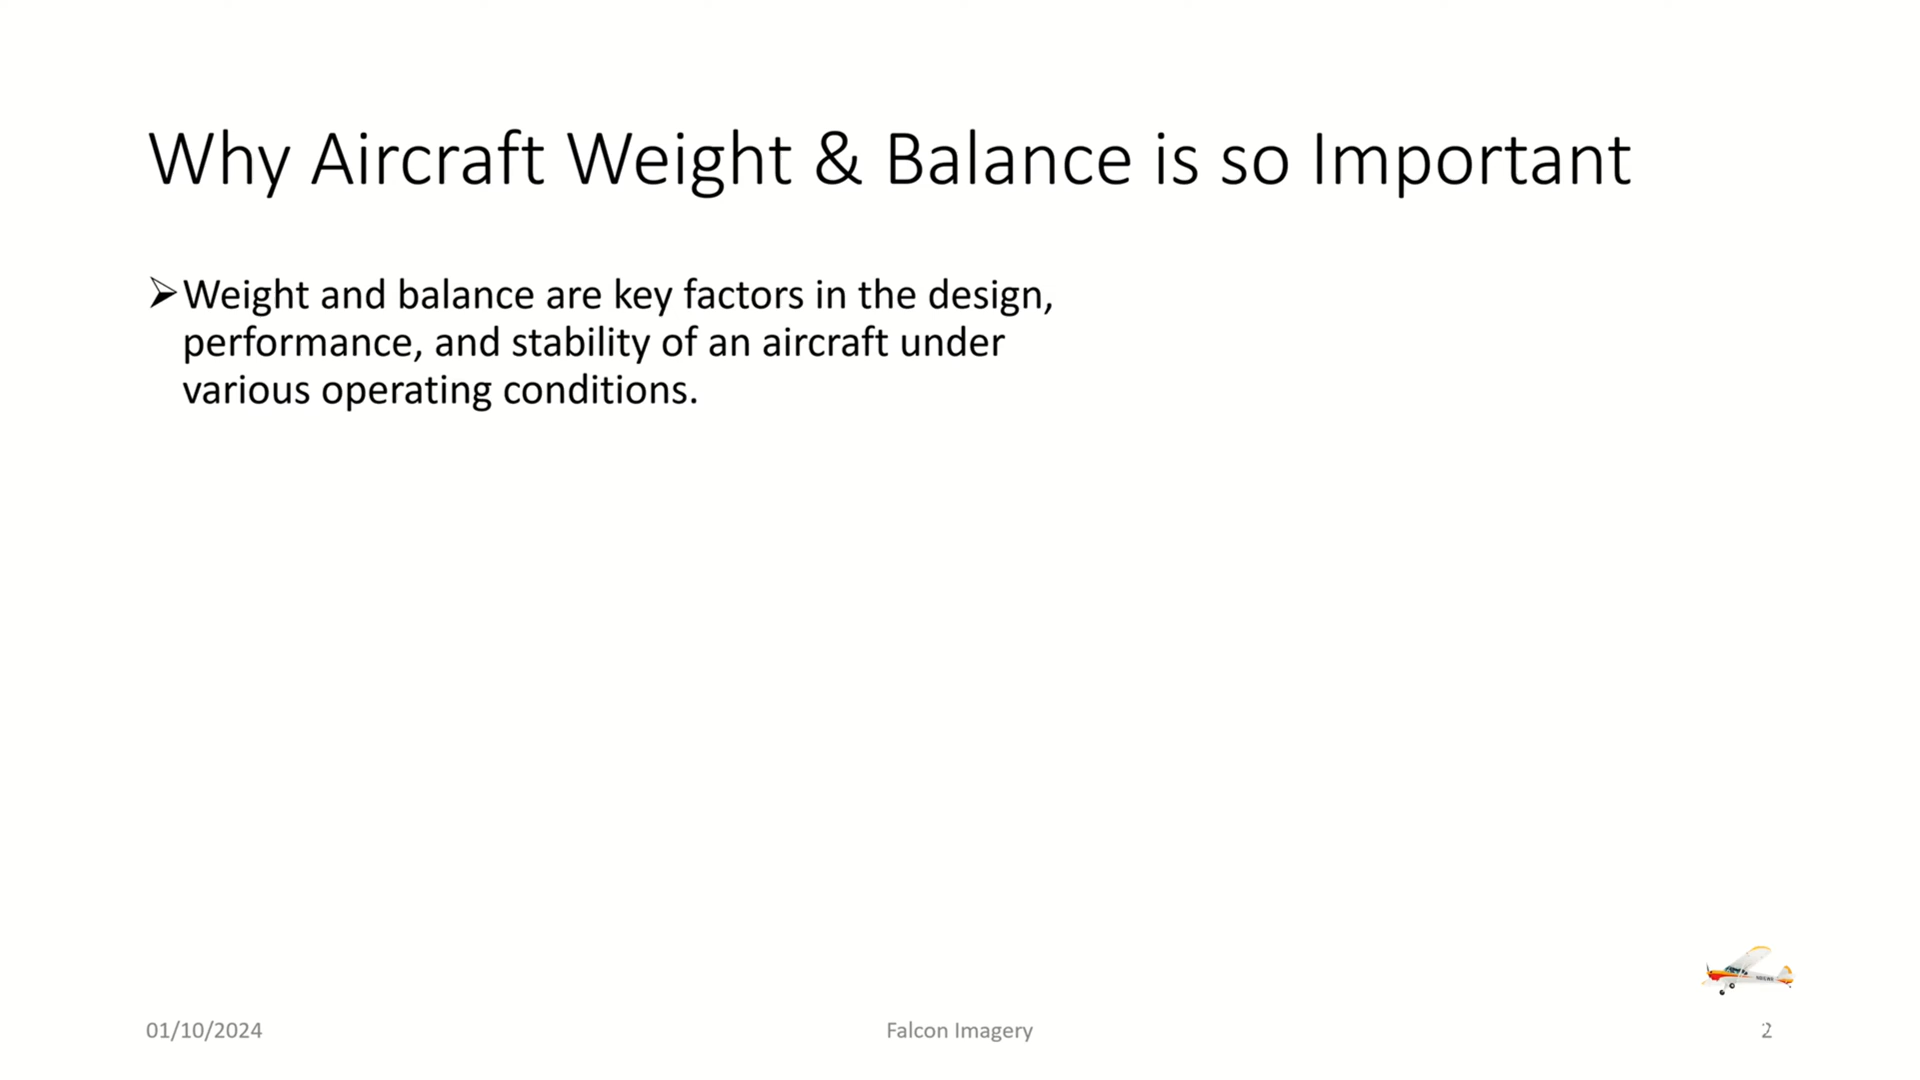 Why Aircraft Weight & Balance is so Important
➢Weight and balance are key factors in the design,
performance, and stability of an aircraft under
various operating conditions.
01/10/2024
Falcon Imagery
2